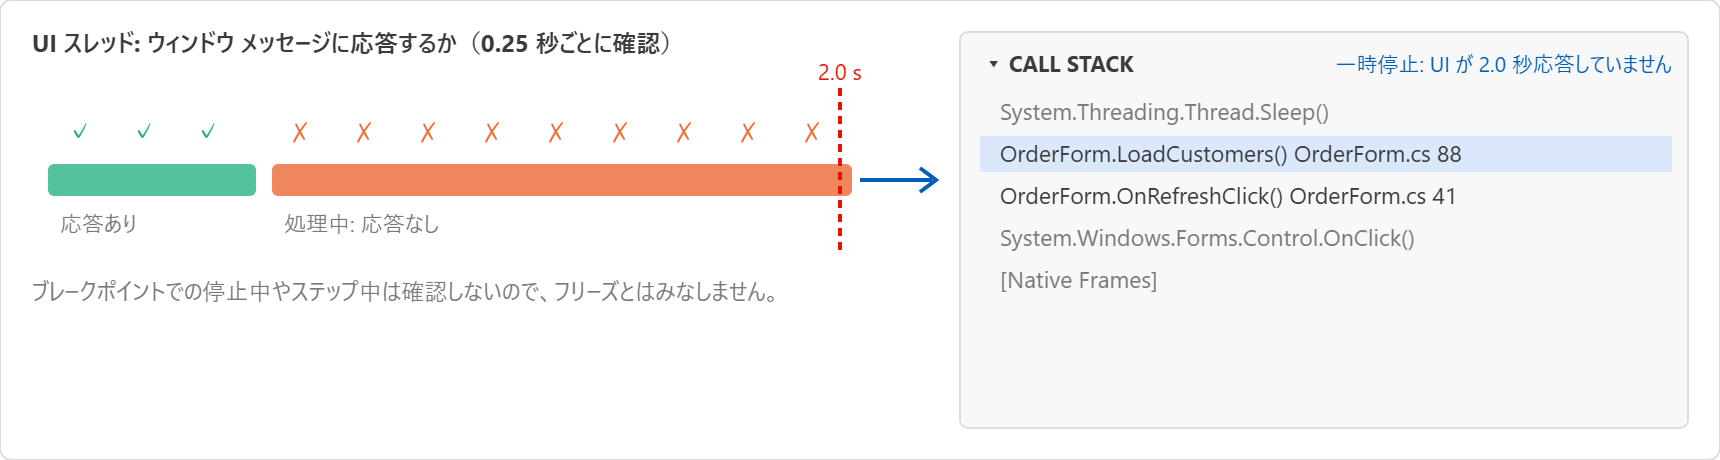 UI スレッド: ウィンドウ メッセージに応答するか（0.25 秒ごとに確認）
2.0 s
✓ ✓ ✓ ✗ ✗ ✗ ✗ ✗ ✗ ✗ ✗ ✗
応答あり
処理中: 応答なし
ブレークポイントでの停止中やステップ中は確認しないので、フリーズとはみなしません。
▼ CALL STACK
一時停止: UI が 2.0 秒応答していません
System.Threading.Thread.Sleep()
OrderForm.LoadCustomers() OrderForm.cs 88
OrderForm.OnRefreshClick() OrderForm.cs 41
System.Windows.Forms.Control.OnClick()
[Native Frames]